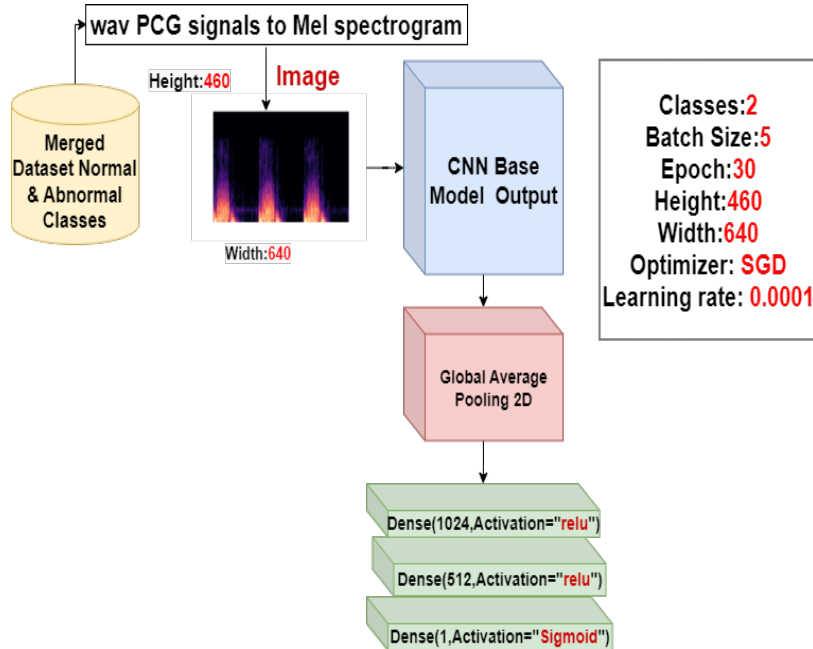 wav PCG signals to Mel spectrogram
Height:460
Image
Merged
Dataset Normal
& Abnormal
Classes
Width:640
CNN Base
Model Output
Classes:2
Batch Size:5
Epoch:30
Height:460
Width:640
Optimizer: SGD
Learning rate: 0.0001
Global Average
Pooling 2D
Dense(1024,Activation="relu")
Dense(512,Activation="relu")
Dense(1,Activation="Sigmoid")